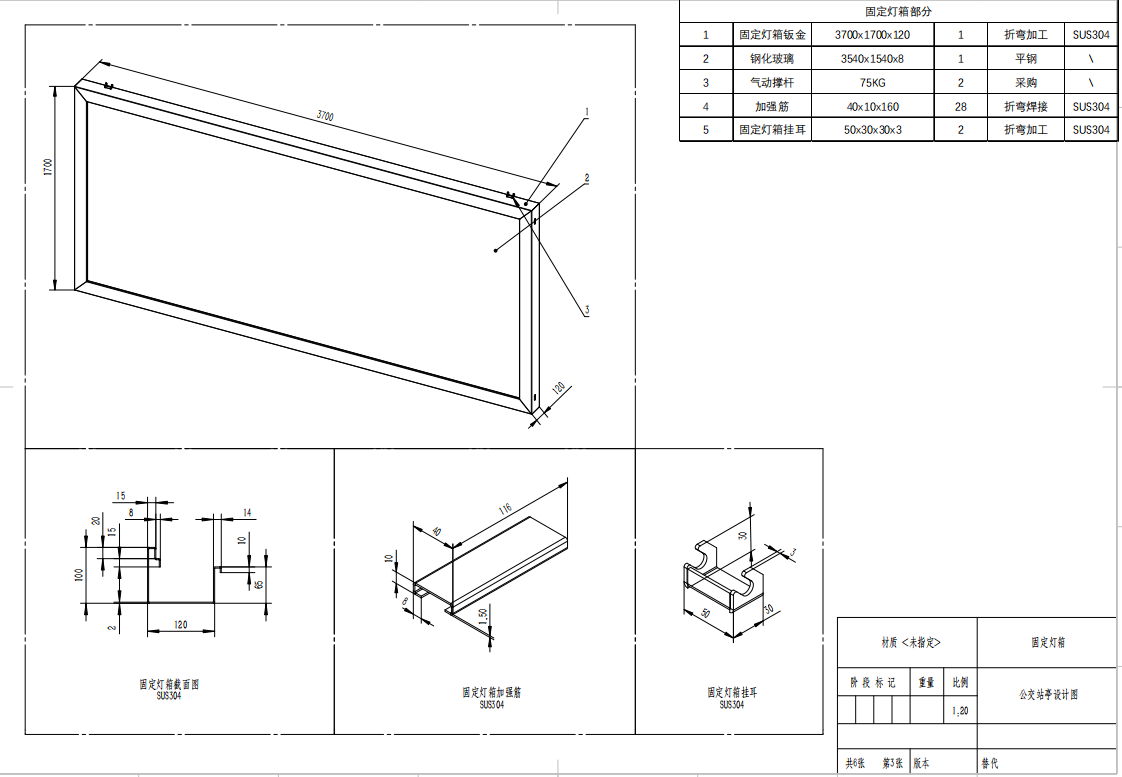 固定灯箱部分
1 固定灯箱钣金 3700x1700x120 1 折弯加工 SUS304
2 钢化玻璃 3540x1540x8 1 平钢 \
3 气动撑杆 75KG 2 采购 \
4 加强筋 40x10x160 28 折弯焊接 SUS304
5 固定灯箱挂耳 50x30x30x3 2 折弯加工 SUS304
3700
1700
120
1
2
3
15
8
20
15
100
2
120
14
10
65
固定灯箱截面图
SUS304
116
40
10
8
1.50
固定灯箱加强筋
SUS304
30
3
50
30
固定灯箱挂耳
SUS304
材质 <未指定>
固定灯箱
阶段标记 重量 比例
1:20
公交站亭设计图
共6张 第3张 版本 替代